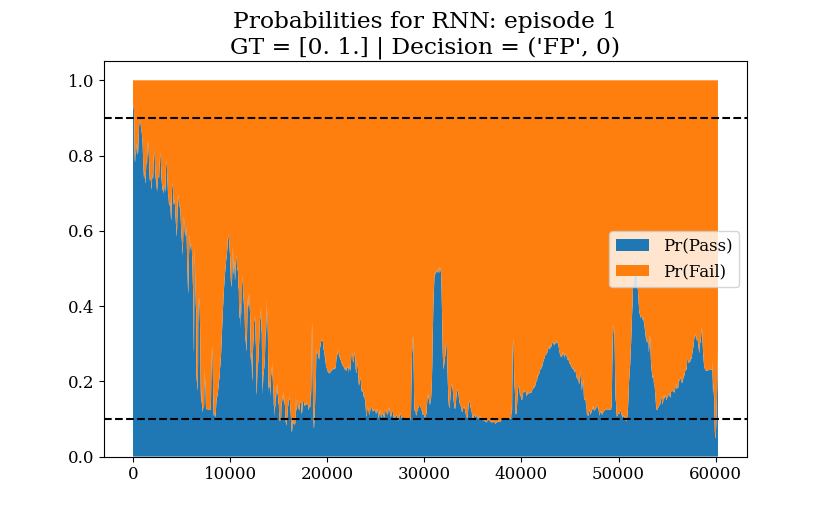 Probabilities for RNN: episode 1
GT = [0. 1.] | Decision = ('FP', 0)
1.0
0.8
0.6
0.4
0.2
0.0
Pr(Pass)
Pr(Fail)
0 10000 20000 30000 40000 50000 60000